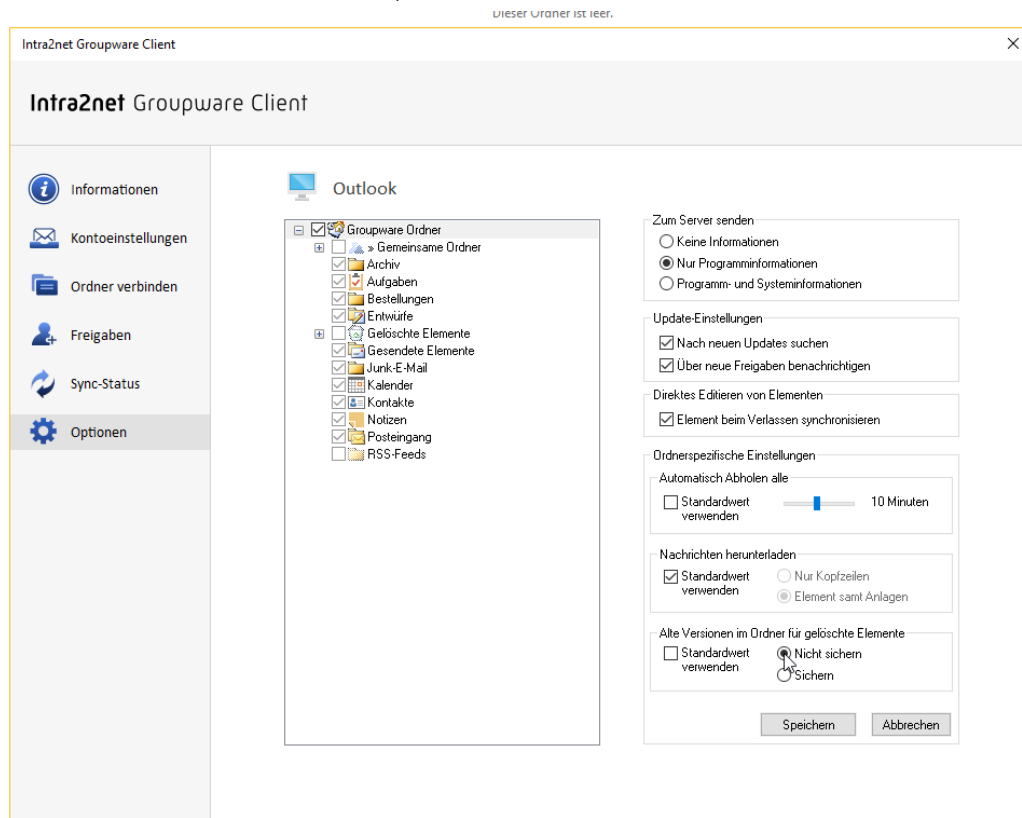 Dieser Ordner ist leer.
Intra2net Groupware Client
Intra2net Groupware Client
Informationen
Kontoeinstellungen
Ordner verbinden
Freigaben
Sync-Status
Optionen
Outlook
Groupware Ordner
» Gemeinsame Ordner
Archiv
Aufgaben
Bestellungen
Entwürfe
Gelöschte Elemente
Gesendete Elemente
Junk-E-Mail
Kalender
Kontakte
Notizen
Posteingang
RSS-Feeds
Zum Server senden
Keine Informationen
Nur Programminformationen
Programm- und Systeminformationen
Update-Einstellungen
Nach neuen Updates suchen
Über neue Freigaben benachrichtigen
Direktes Editieren von Elementen
Element beim Verlassen synchronisieren
Ordnerspezifische Einstellungen
Automatisch Abholen alle
Standardwert
verwenden
10 Minuten
Nachrichten herunterladen
Standardwert
verwenden
Nur Kopfzeilen
Element samt Anlagen
Alte Versionen im Ordner für gelöschte Elemente
Standardwert
verwenden
Nicht sichern
Sichern
Speichern
Abbrechen